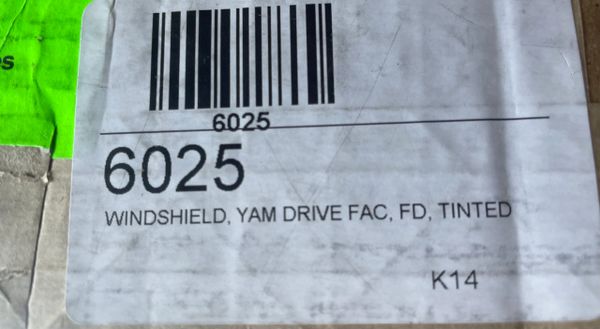 6025
6025
WINDSHIELD, YAM DRIVE FAC, FD, TINTED
K14